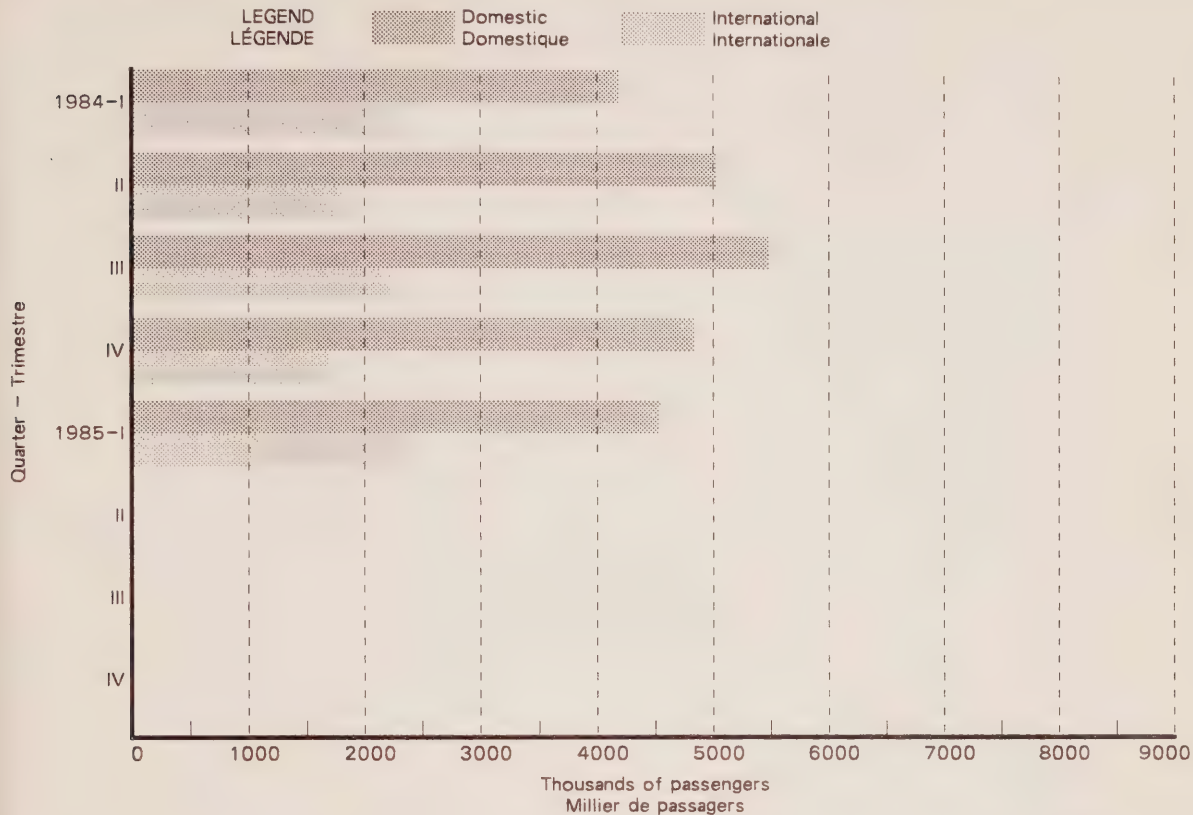 LEGEND
LÉGENDE
Domestic
Domestique
International
Internationale
Quarter – Trimestre
1984-I
II
III
IV
1985-I
II
III
IV
0 1000 2000 3000 4000 5000 6000 7000 8000 9000
Thousands of passengers
Millier de passagers